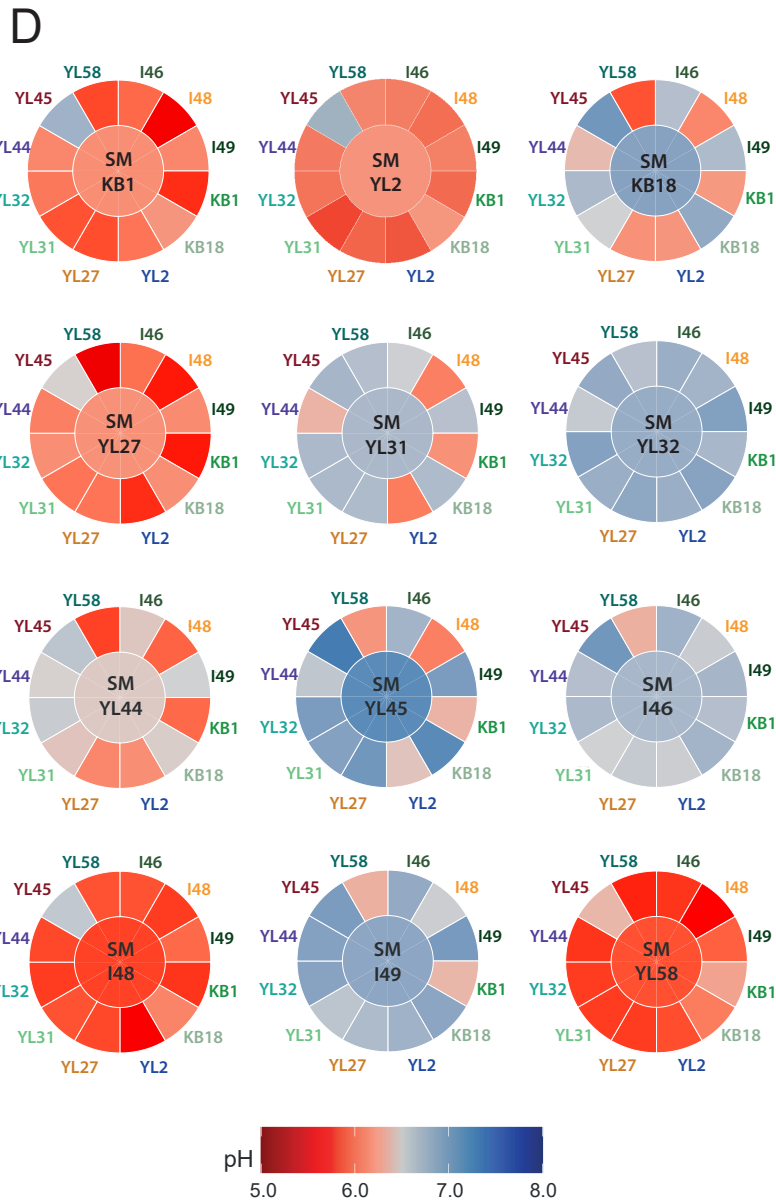 D
YL58 I46
YL45 I48
YL44 I49
SM
KB1
YL32 KB1
YL31 KB18
YL27 YL2
YL58 I46
YL45 I48
YL44 I49
SM
YL2
YL32 KB1
YL31 KB18
YL27 YL2
YL58 I46
YL45 I48
YL44 I49
SM
KB18
YL32 KB1
YL31 KB18
YL27 YL2
YL58 I46
YL45 I48
YL44 I49
SM
YL27
YL32 KB1
YL31 KB18
YL27 YL2
YL58 I46
YL45 I48
YL44 I49
SM
YL31
YL32 KB1
YL31 KB18
YL27 YL2
YL58 I46
YL45 I48
YL44 I49
SM
YL32
YL32 KB1
YL31 KB18
YL27 YL2
YL58 I46
YL45 I48
YL44 I49
SM
YL44
YL32 KB1
YL31 KB18
YL27 YL2
YL58 I46
YL45 I48
YL44 I49
SM
YL45
YL32 KB1
YL31 KB18
YL27 YL2
YL58 I46
YL45 I48
YL44 I49
SM
I46
YL32 KB1
YL31 KB18
YL27 YL2
YL58 I46
YL45 I48
YL44 I49
SM
I48
YL32 KB1
YL31 KB18
YL27 YL2
YL58 I46
YL45 I48
YL44 I49
SM
I49
YL32 KB1
YL31 KB18
YL27 YL2
YL58 I46
YL45 I48
YL44 I49
SM
YL58
YL32 KB1
YL31 KB18
YL27 YL2
pH
5.0 6.0 7.0 8.0